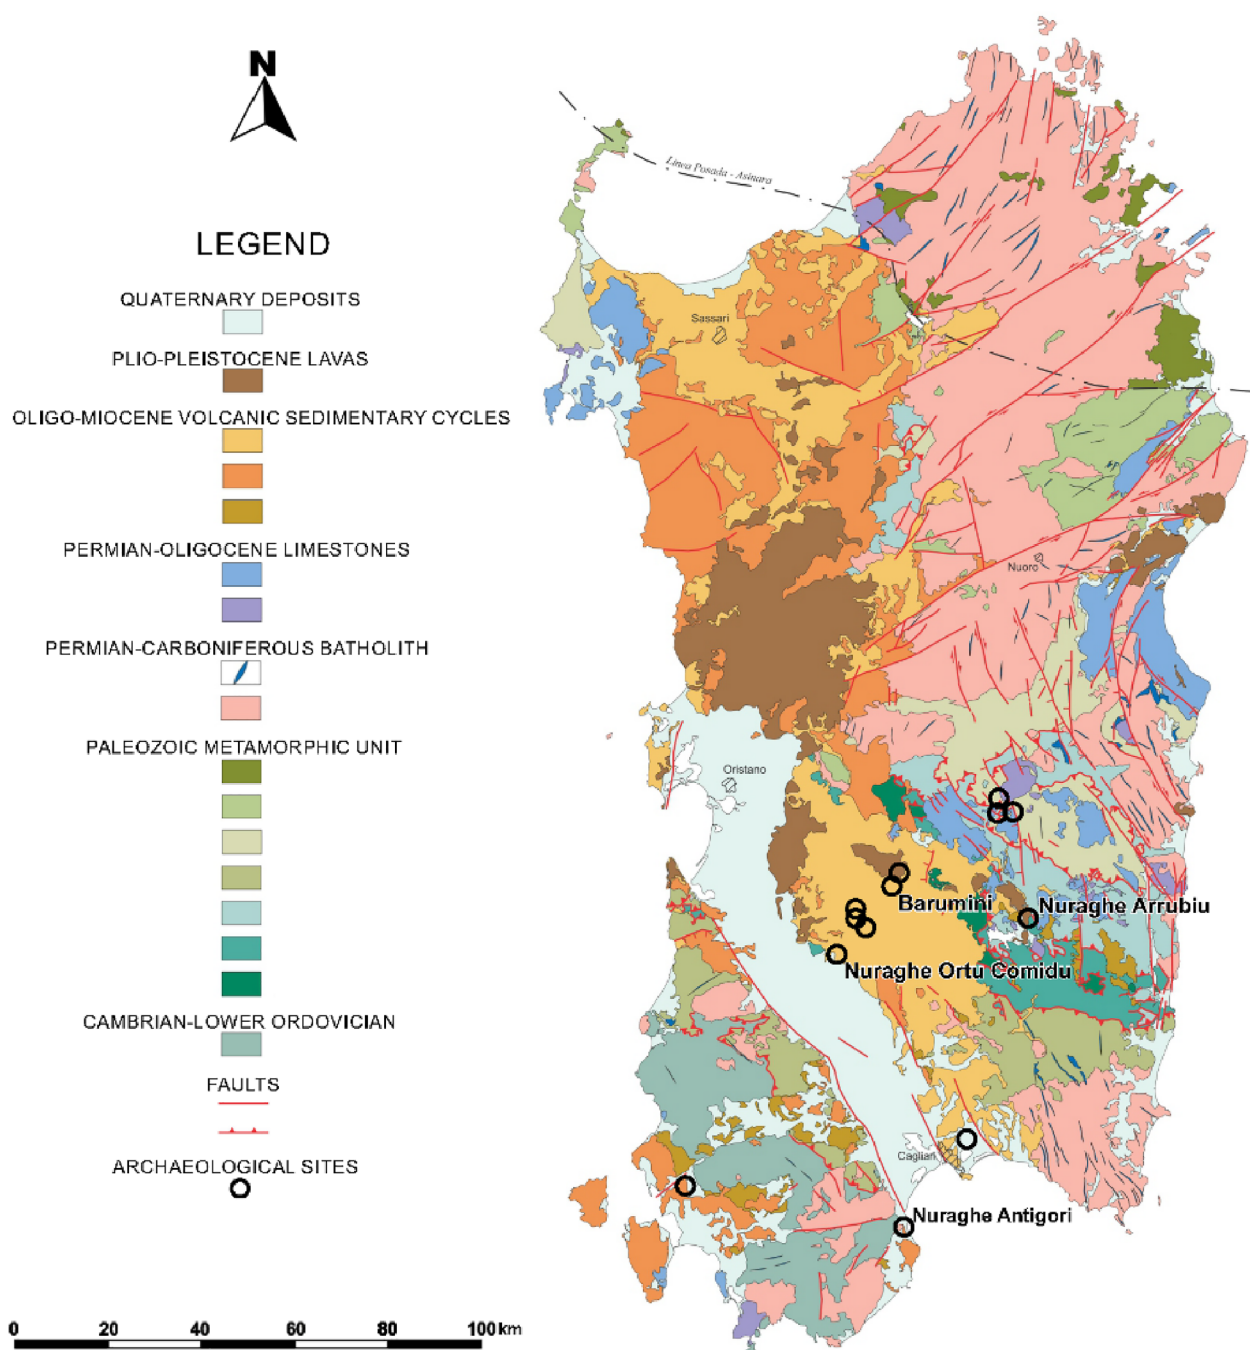 N
LEGEND
QUATERNARY DEPOSITS
PLIO-PLEISTOCENE LAVAS
OLIGO-MIOCENE VOLCANIC SEDIMENTARY CYCLES
PERMIAN-OLIGOCENE LIMESTONES
PERMIAN-CARBONIFEROUS BATHOLITH
PALEOZOIC METAMORPHIC UNIT
CAMBRIAN-LOWER ORDOVICIAN
FAULTS
ARCHAEOLOGICAL SITES
0 20 40 60 80 100 km
Linea Posada - Asinara
Sassari
Nuoro
Oristano
Barumini
Nuraghe Arrubiu
Nuraghe Ortu Comidu
Cagliari
Nuraghe Antigori